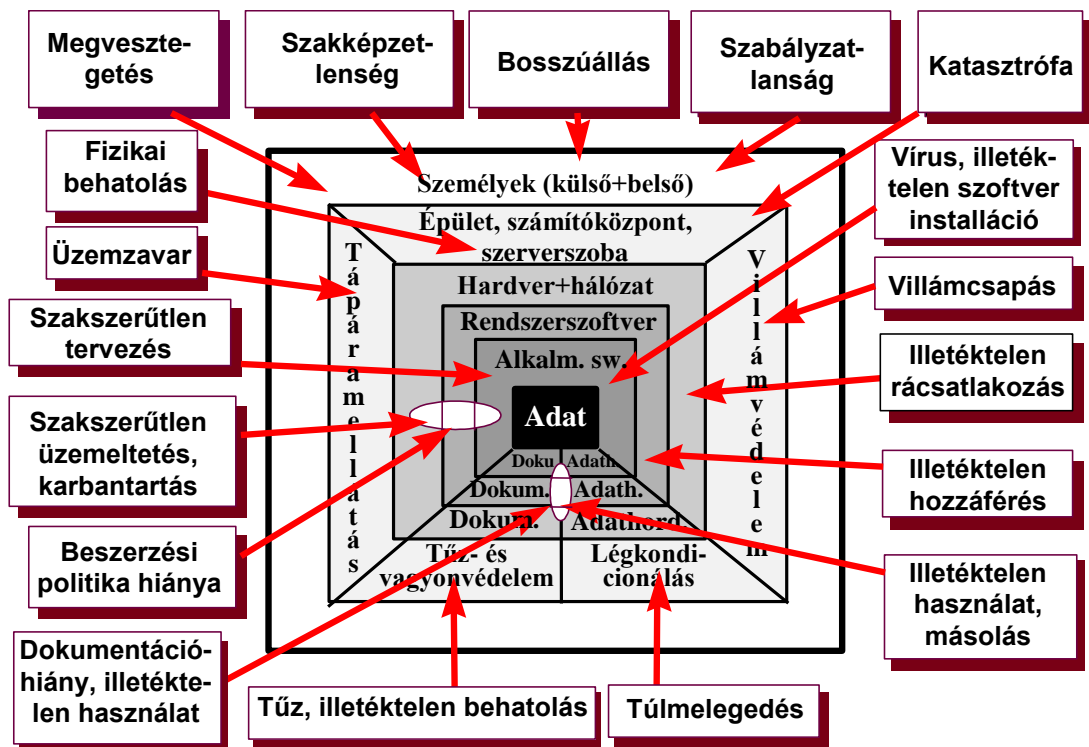 Megveszte-
getés
Szakképzet-
lenség
Bosszúállás
Szabályzat-
lanság
Katasztrófa
Fizikai
behatolás
Vírus, illeték-
telen szoftver
installáció
Üzemzavar
Villámcsapás
Szakszerűtlen
tervezés
Illetéktelen
rácsatlakozás
Szakszerűtlen
üzemeltetés,
karbantartás
Illetéktelen
hozzáférés
Beszerzési
politika hiánya
Illetéktelen
használat,
másolás
Dokumentáció-
hiány, illetékte-
len használat
Tűz, illetéktelen behatolás
Túlmelegedés
Személyek (külső+belső)
Épület, számítóközpont,
szerverszoba
Tápáramellátás
Villámvédelem
Hardver+hálózat
Rendszerszoftver
Alkalm. sw.
Adat
Doku Adath.
Dokum. Adath.
Dokum. Adathord
Tűz- és
vagyonvédelem
Légkondi-
cionálás